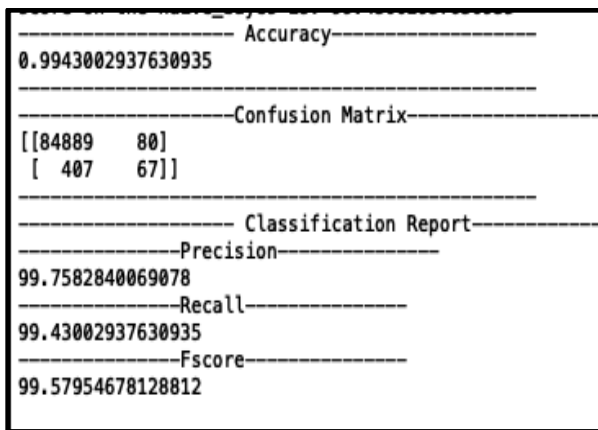 -------------------- Accuracy-------------------
0.9943002937630935
------------------------------------------------
--------------------Confusion Matrix------------------
[[84889    80]
 [  407    67]]
------------------------------------------------
-------------------- Classification Report------------
---------------Precision---------------
99.7582840069078
---------------Recall---------------
99.43002937630935
---------------Fscore---------------
99.57954678128812